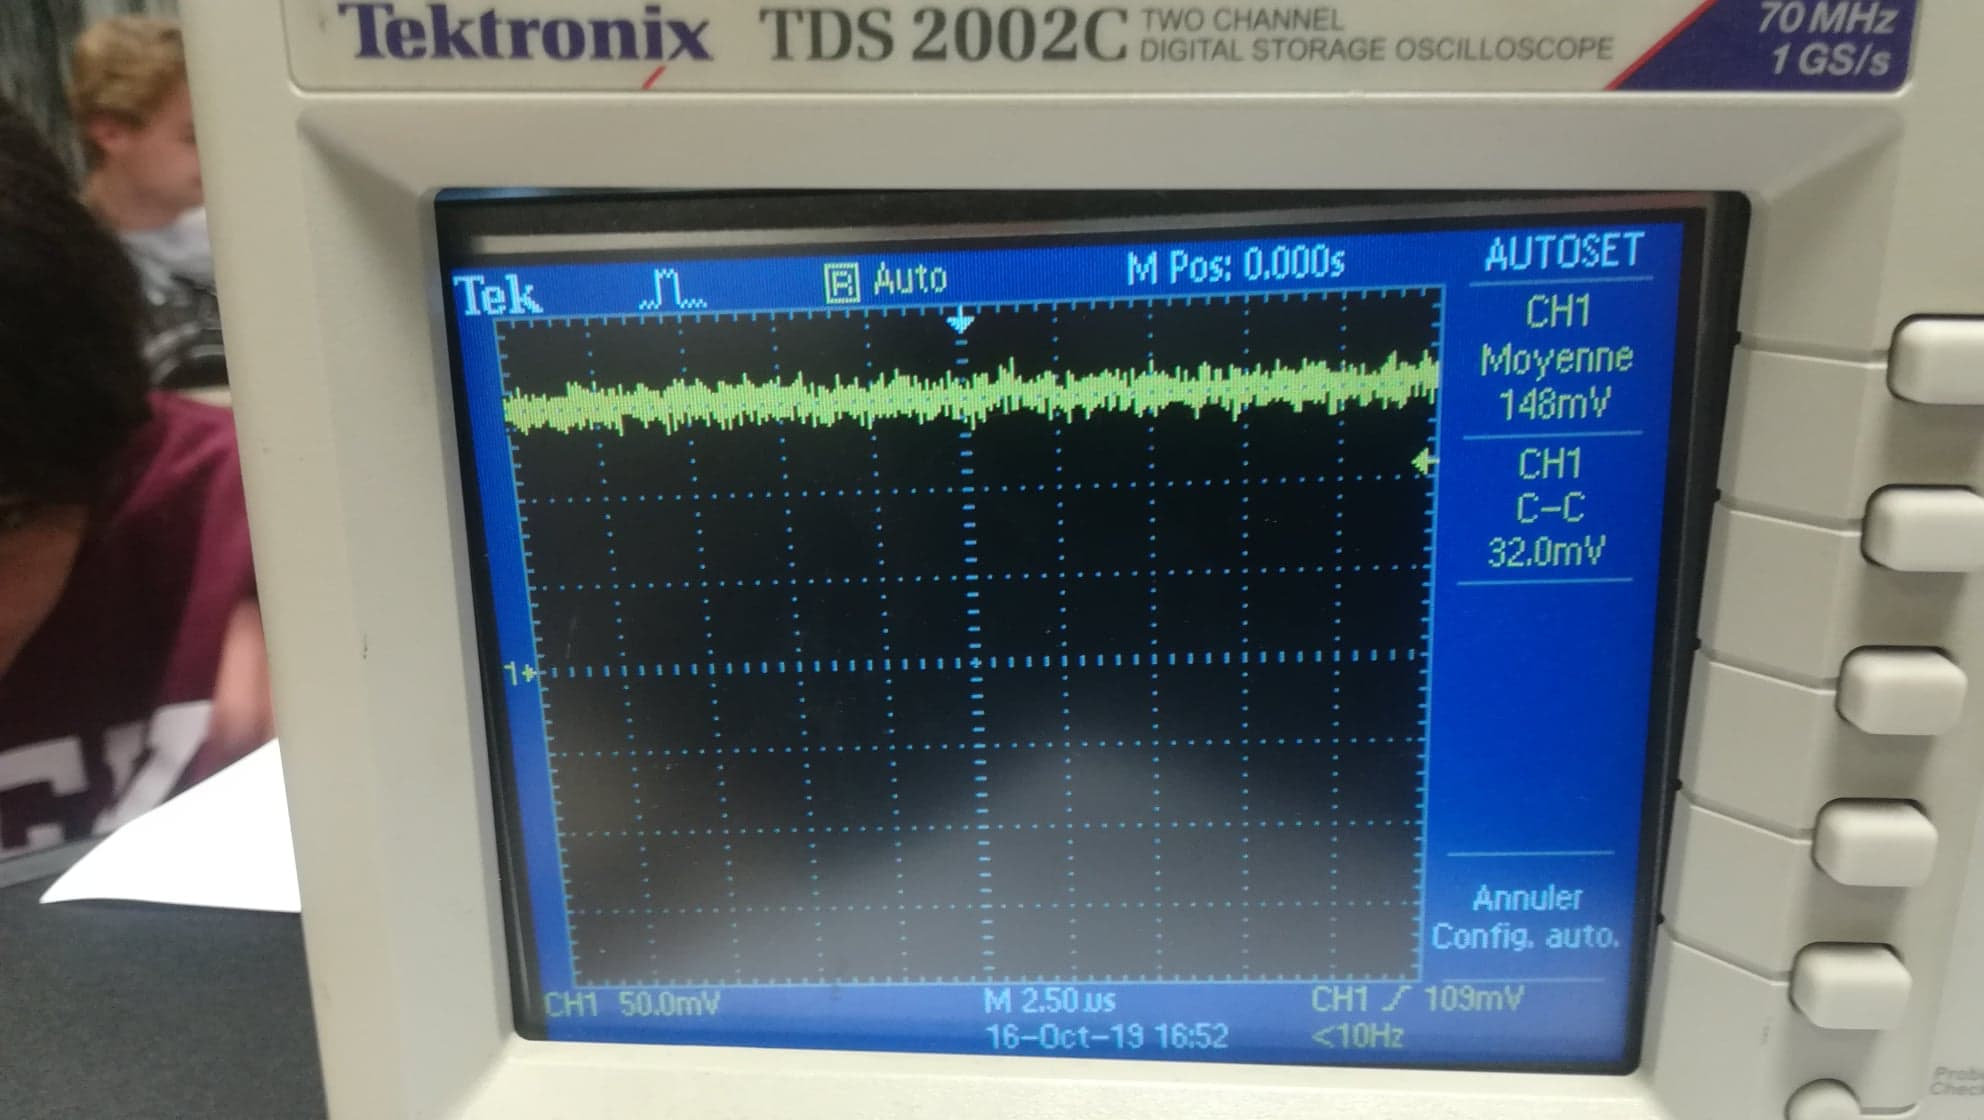 Tektronix TDS 2002C TWO CHANNEL
DIGITAL STORAGE OSCILLOSCOPE
70 MHz
1 GS/s
Tek R Auto M Pos: 0.000s AUTOSET
CH1
Moyenne
148mV
CH1
C-C
32.0mV
1
Annuler
Config. auto.
CH1 50.0mV M 2.50us CH1 109mV
16-Oct-19 16:52 <10Hz